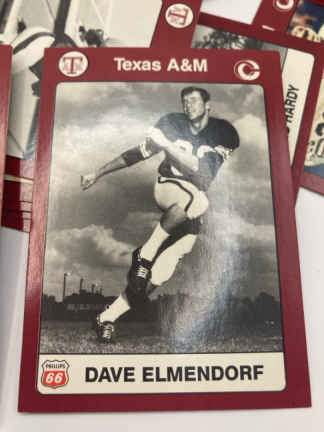 Texas A&M
DAVE ELMENDORF
PHILLIPS
66
HARDY